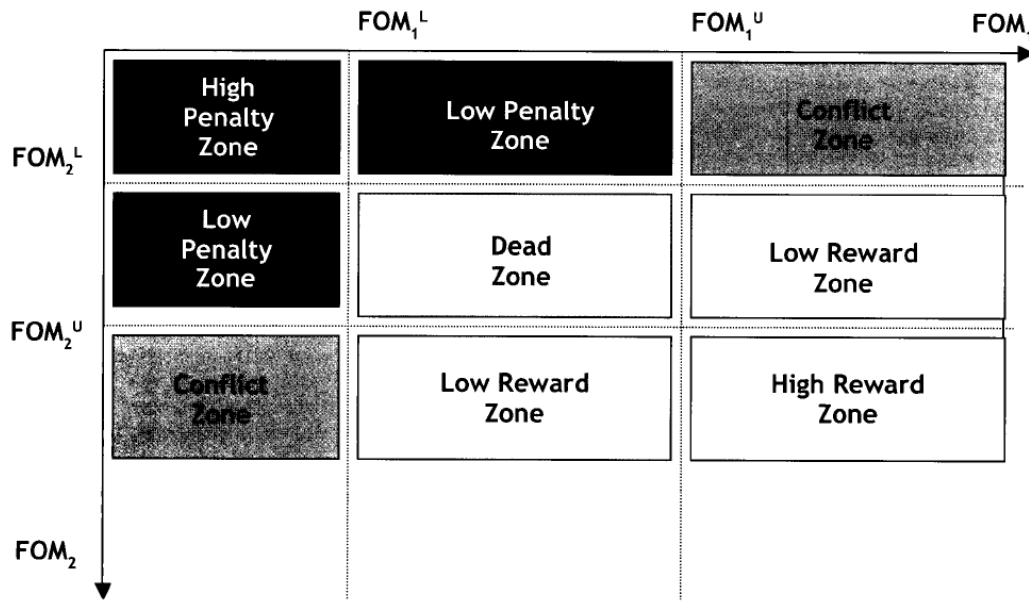 FOM₁ᴸ
FOM₁ᵁ
FOM₁
High
Penalty
Zone
Low Penalty
Zone
Conflict
Zone
FOM₂ᴸ
Low
Penalty
Zone
Dead
Zone
Low Reward
Zone
FOM₂ᵁ
Conflict
Zone
Low Reward
Zone
High Reward
Zone
FOM₂